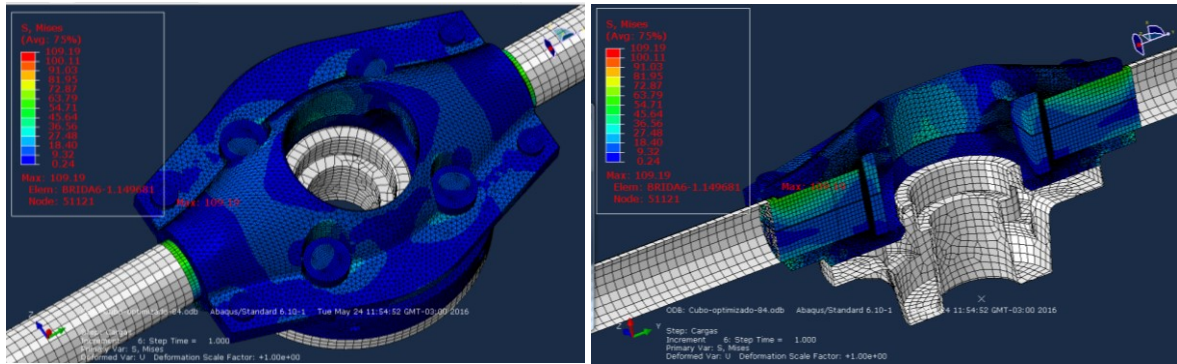 S, Mises
(Avg: 75%)
109.19
100.11
91.03
81.95
72.87
63.79
54.71
45.64
36.56
27.48
18.40
9.32
0.24
Max: 109.19
Elem: BRIDA6-1.149681
Node: 51121
Max: 109.19
Abaqus/Standard 6.10-1 Tue May 24 11:54:52 GMT-03:00 2016
Step: Cargas
Increment 6: Step Time = 1.000
Primary Var: S, Mises
Deformed Var: U Deformation Scale Factor: +1.00e+00
S, Mises
(Avg: 75%)
109.19
100.11
91.03
81.95
72.87
63.79
54.71
45.64
36.56
27.48
18.40
9.32
0.24
Max: 109.19
Elem: BRIDA6-1.149681
Node: 51121
Max: 109.19
ODB: Cubo-optimizado-84.odb Abaqus/Standard 6.10-1 24 11:54:52 GMT-03:00 2016
Step: Cargas
Increment 6: Step Time = 1.000
Primary Var: S, Mises
Deformed Var: U Deformation Scale Factor: +1.00e+00